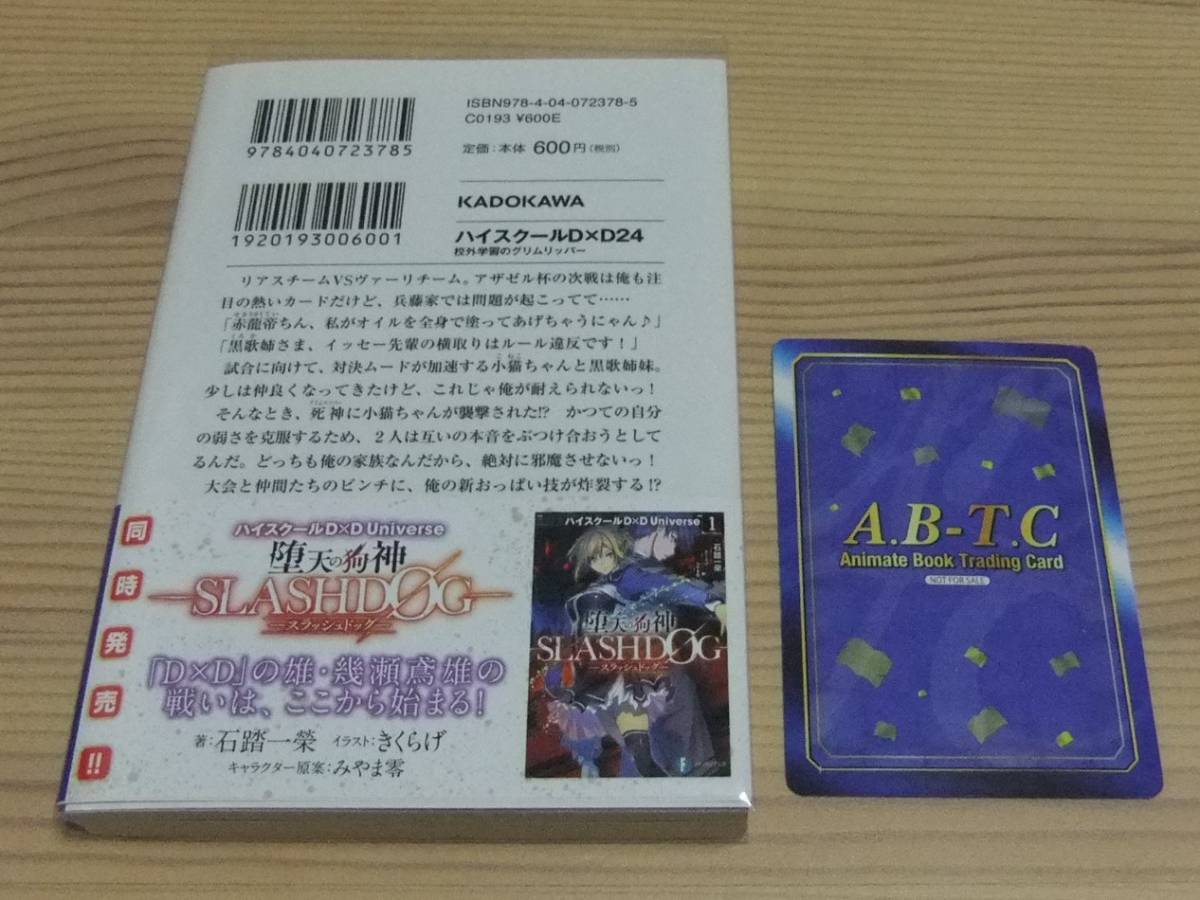 9784040723785
ISBN978-4-04-072378-5
C0193 ¥600E
定価:本体 600円(税別)
1920193006001
KADOKAWA
ハイスクールD×D24
校外学習のグリムリッパー
リアスチームVSヴァーリチーム。アザゼル杯の次戦は俺も注
目の熱いカードだけど、兵藤家では問題が起こってて……
「赤龍帝ちん、私がオイルを全身で塗ってあげちゃうにゃん♪」
「黒歌姉さま、イッセー先輩の横取りはルール違反です!」
試合に向けて、対決ムードが加速する小猫ちゃんと黒歌姉妹。
少しは仲良くなってきたけど、これじゃ俺が耐えられないっ!
そんなとき、死神に小猫ちゃんが襲撃された!? かつての自分
の弱さを克服するため、2人は互いの本音をぶつけ合おうとして
るんだ。どっちも俺の家族なんだから、絶対に邪魔させないっ!
大会と仲間たちのピンチに、俺の新おっぱい技が炸裂する!?
同時発売!!
ハイスクールD×D Universe
堕天の狗神
SLASHDØG
スラッシュドッグ
「D×D」の雄・幾瀬鳶雄の
戦いは、ここから始まる!
著:石踏一榮 イラスト:きくらげ
キャラクター原案:みやま零
ハイスクールD×D Universe 1
石踏一榮
堕天の狗神
SLASHDØG
スラッシュドッグ
A.B-T.C
Animate Book Trading Card
NOT FOR SALE